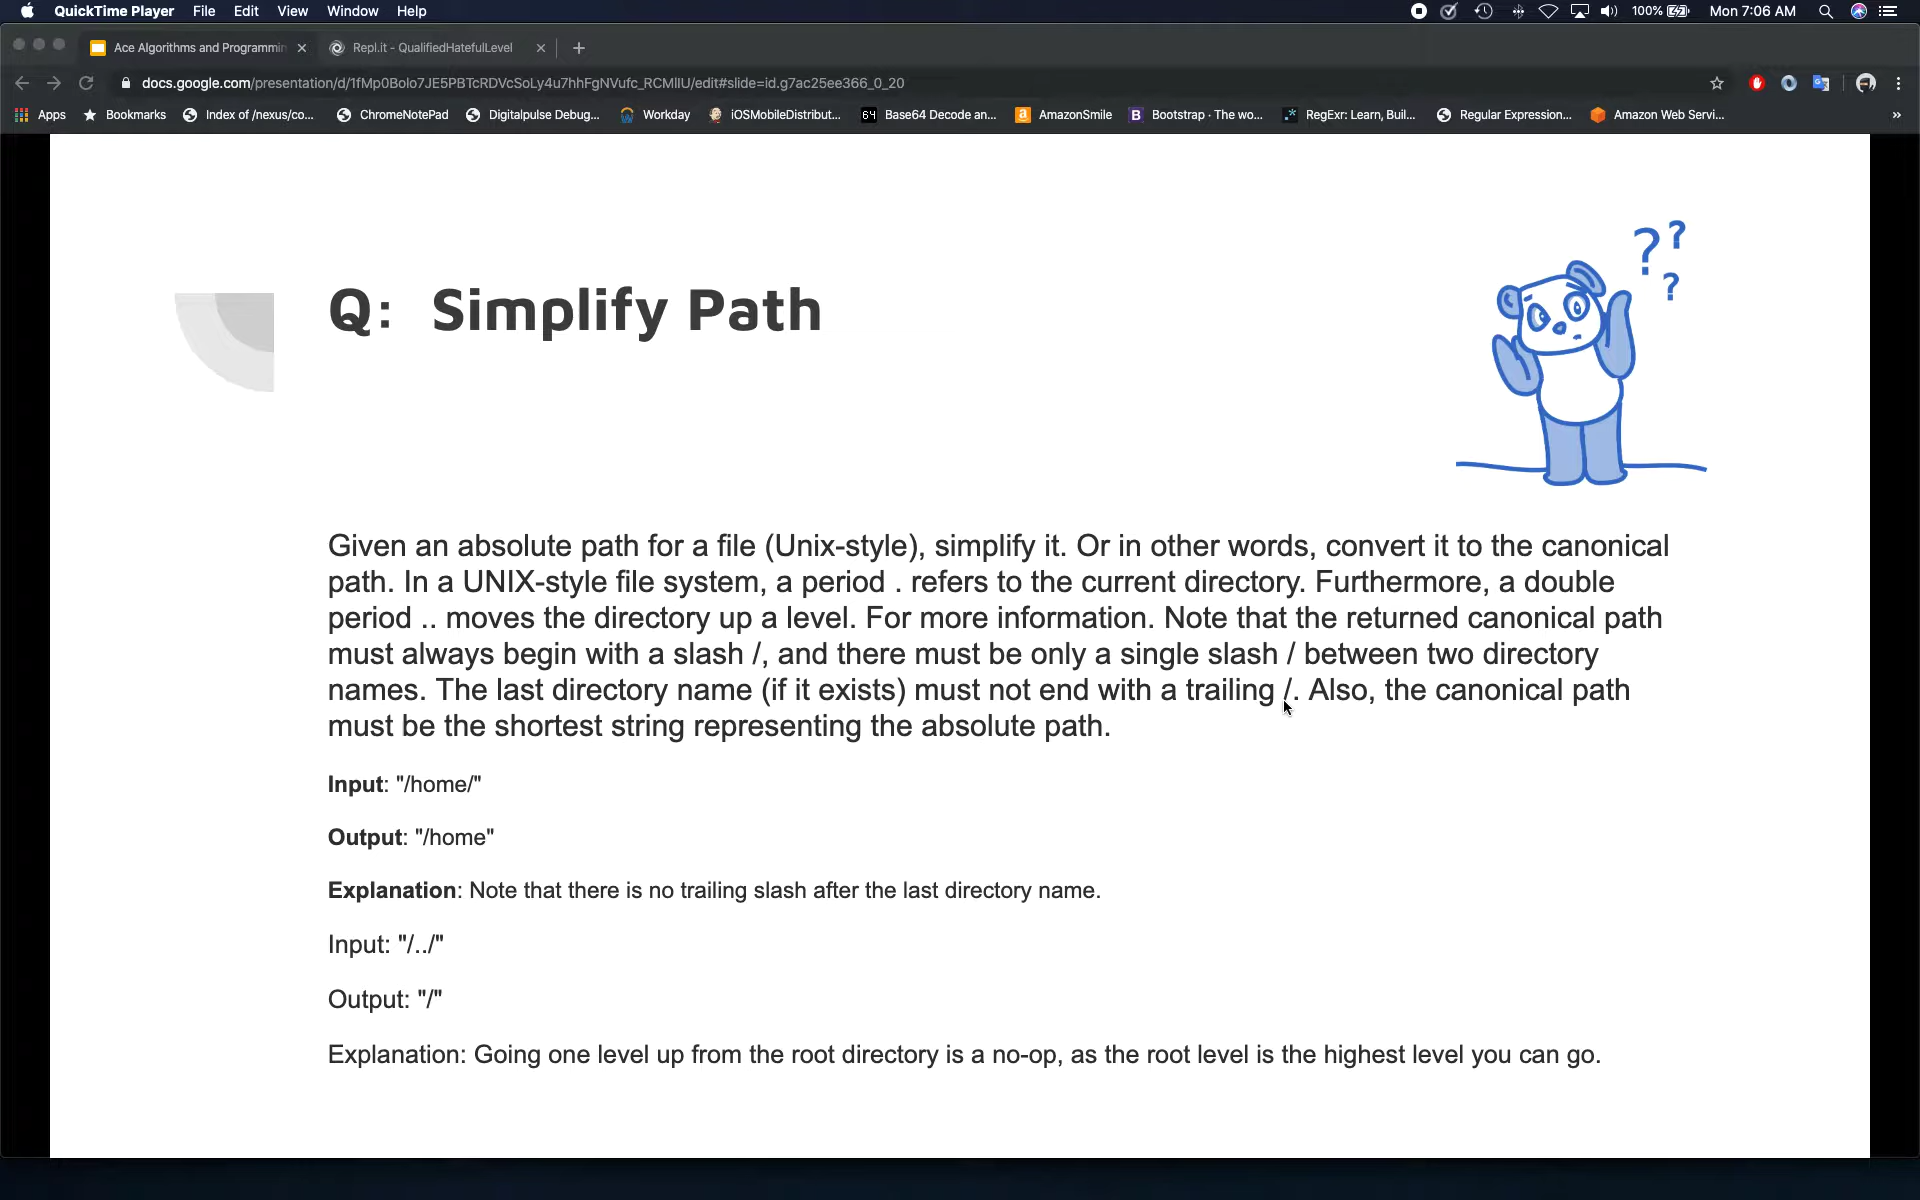 QuickTime Player File Edit View Window Help 100% Mon 7:06 AM
Ace Algorithms and Programmin Repl.it - QualifiedHatefulLevel
docs.google.com/presentation/d/1fMp0Bolo7JE5PBTcRDVcSoLy4u7hhFgNVufc_RCMIIU/edit#slide=id.g7ac25ee366_0_20
Apps Bookmarks Index of /nexus/co... ChromeNotePad Digitalpulse Debug... Workday iOSMobileDistribut... 64 Base64 Decode an... a AmazonSmile B Bootstrap · The wo... .* RegExr: Learn, Buil... Regular Expression... Amazon Web Servi... »
? ? ?
Q: Simplify Path
Given an absolute path for a file (Unix-style), simplify it. Or in other words, convert it to the canonical
path. In a UNIX-style file system, a period . refers to the current directory. Furthermore, a double
period .. moves the directory up a level. For more information. Note that the returned canonical path
must always begin with a slash /, and there must be only a single slash / between two directory
names. The last directory name (if it exists) must not end with a trailing /. Also, the canonical path
must be the shortest string representing the absolute path.
Input: "/home/"
Output: "/home"
Explanation: Note that there is no trailing slash after the last directory name.
Input: "/../"
Output: "/"
Explanation: Going one level up from the root directory is a no-op, as the root level is the highest level you can go.